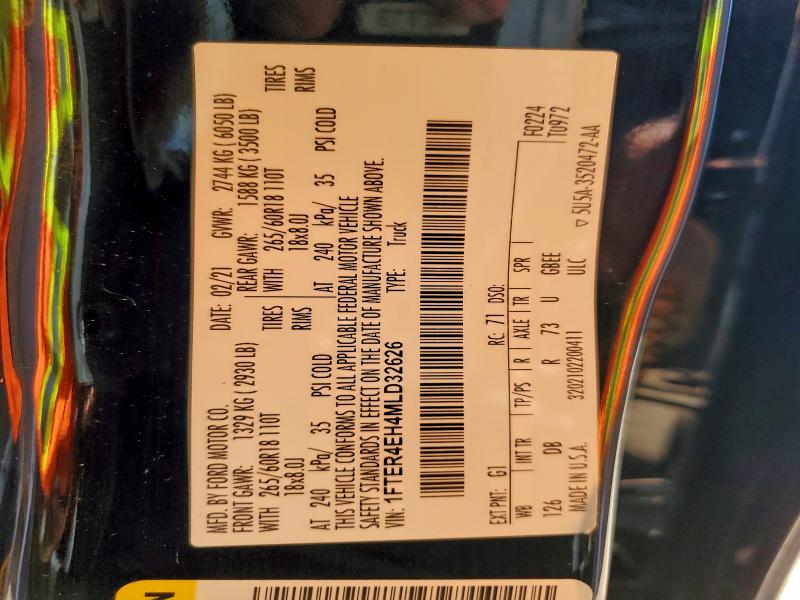 MFD. BY FORD MOTOR CO.
DATE: 02/21 GVWR: 2744 KG ( 6050 LB)
FRONT GAWR: 1329 KG ( 2930 LB)
REAR GAWR: 1588 KG ( 3500 LB)
WITH TIRES
265/60R18 110T
18x8.0J RIMS
WITH TIRES
265/60R18 110T
18x8.0J RIMS
AT 240 kPa/ 35 PSI COLD
AT 240 kPa/ 35 PSI COLD
THIS VEHICLE CONFORMS TO ALL APPLICABLE FEDERAL MOTOR VEHICLE
SAFETY STANDARDS IN EFFECT ON THE DATE OF MANUFACTURE SHOWN ABOVE.
VIN: 1FTER4EH4MLD32626 TYPE: Truck
EXT PNT: G1 RC: 71 DSO: F0224
WB INT TR TP/PS R AXLE TR SPR T0972
126 DB R 73 U GBEE
MADE IN U.S.A. 3202102200411 ULC
5U5A-3520472-AA
N